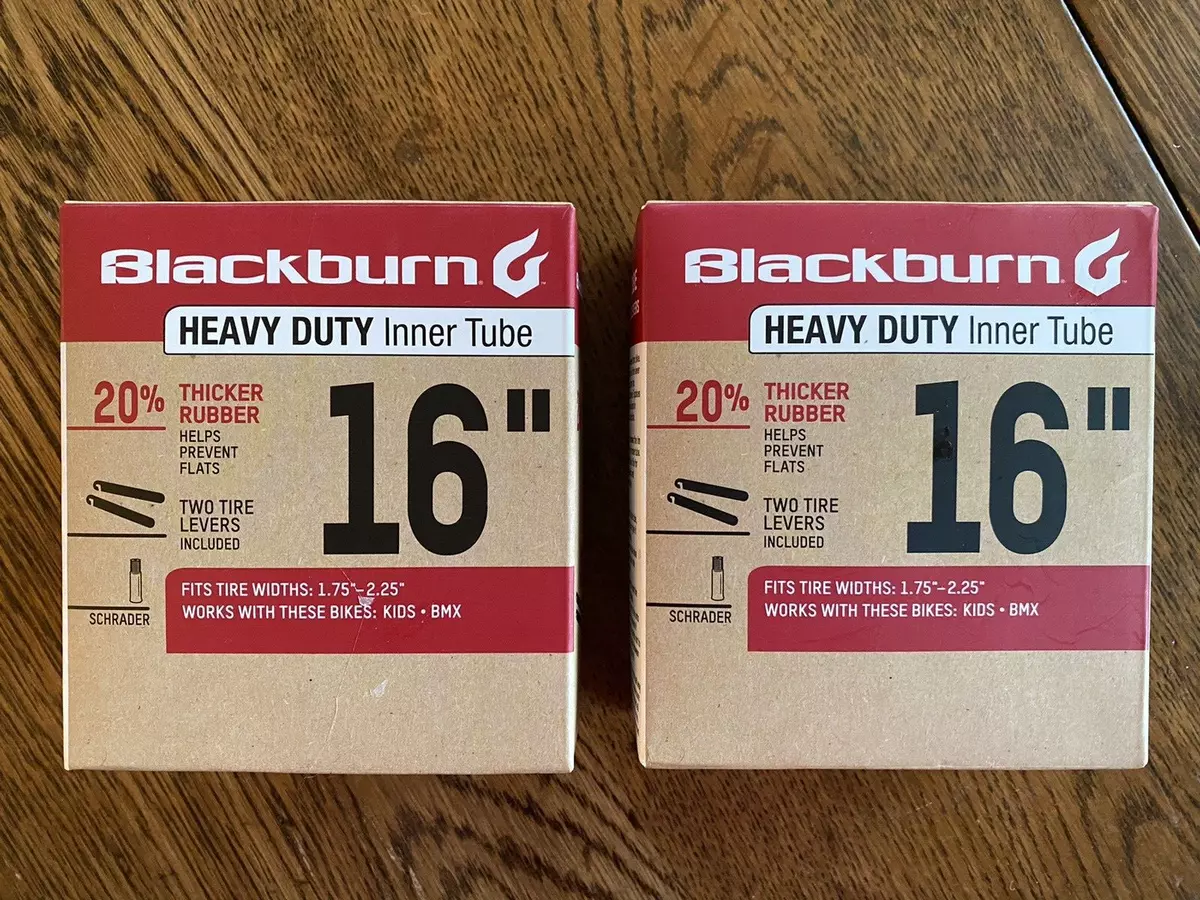 Blackburn
HEAVY DUTY Inner Tube
20% THICKER
RUBBER
HELPS
PREVENT
FLATS
16"
TWO TIRE
LEVERS
INCLUDED
SCHRADER
FITS TIRE WIDTHS: 1.75"-2.25"
WORKS WITH THESE BIKES: KIDS • BMX
Blackburn
HEAVY DUTY Inner Tube
20% THICKER
RUBBER
HELPS
PREVENT
FLATS
16"
TWO TIRE
LEVERS
INCLUDED
SCHRADER
FITS TIRE WIDTHS: 1.75"-2.25"
WORKS WITH THESE BIKES: KIDS • BMX